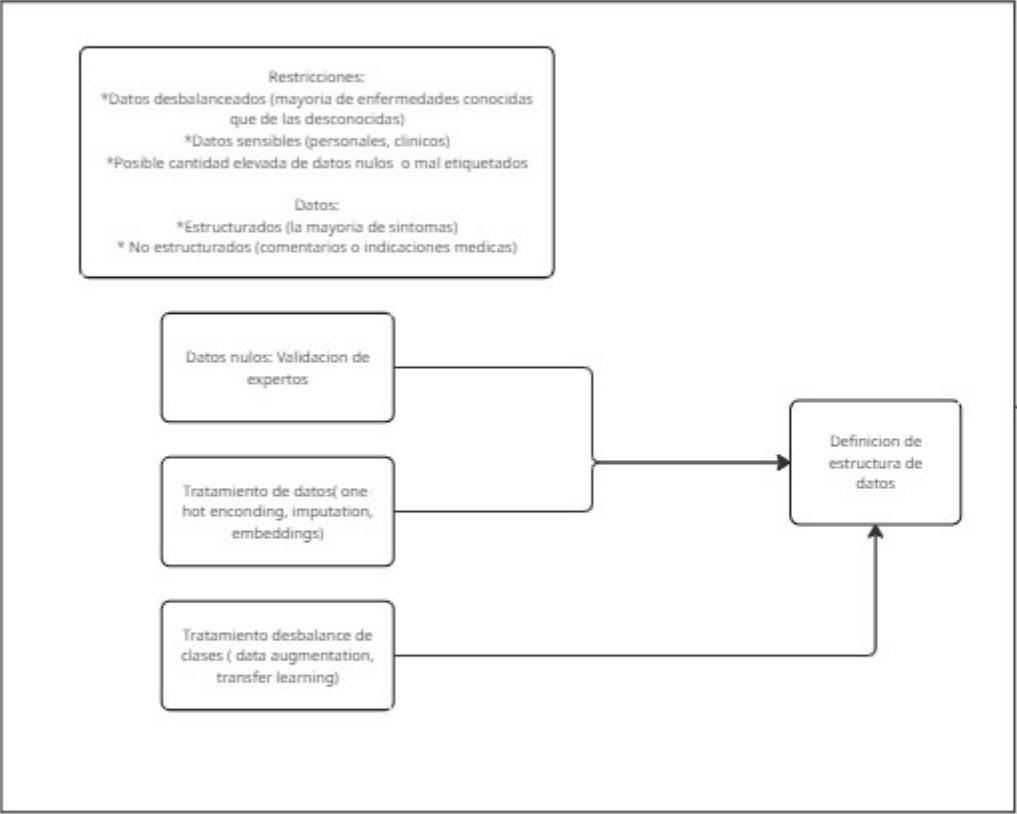 Restricciones:
*Datos desbalanceados (mayoria de enfermedades conocidas
que de las desconocidas)
*Datos sensibles (personales, clinicos)
*Posible cantidad elevada de datos nulos o mal etiquetados
Datos:
*Estructurados (la mayoria de sintomas)
* No estructurados (comentarios o indicaciones medicas)
Datos nulos: Validacion de
expertos
Tratamiento de datos( one-
hot enconding, imputation,
embeddings)
Tratamiento desbalance de
clases ( data augmentation,
transfer learning)
Definicion de
estructura de
datos